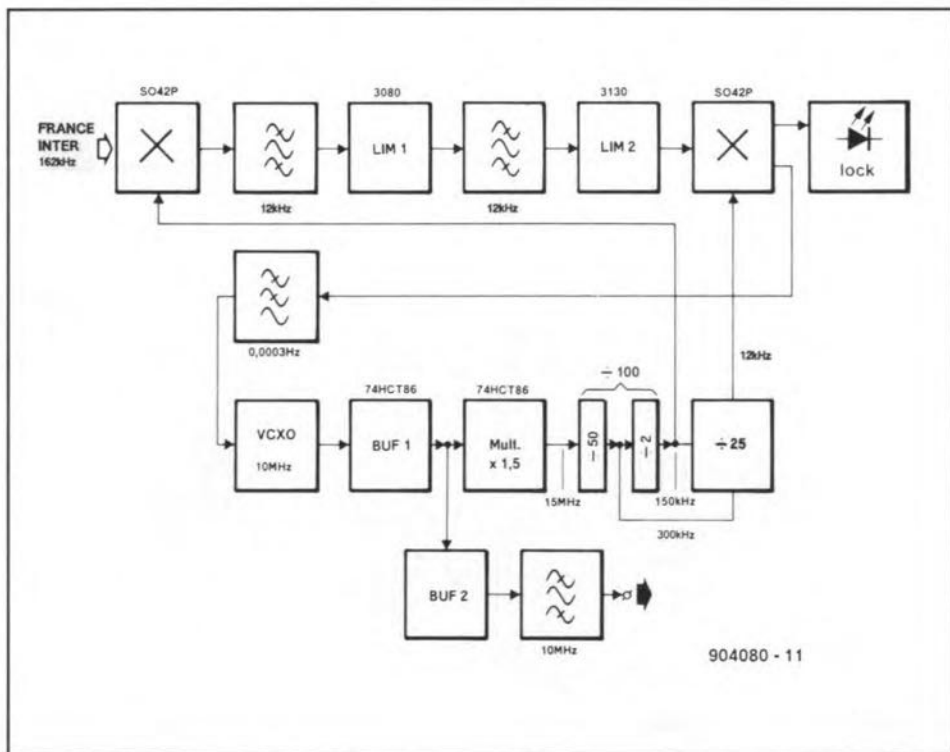 SO42P
3080
3130
SO42P
FRANCE
INTER
162kHz
LIM 1
LIM 2
lock
12kHz
12kHz
0,0003Hz
12kHz
74HCT86
74HCT86
÷ 100
VCXO
10MHz
BUF 1
Mult.
x 1,5
÷ 50
÷ 2
÷ 25
15MHz
150kHz
300kHz
BUF 2
10MHz
904080 - 11